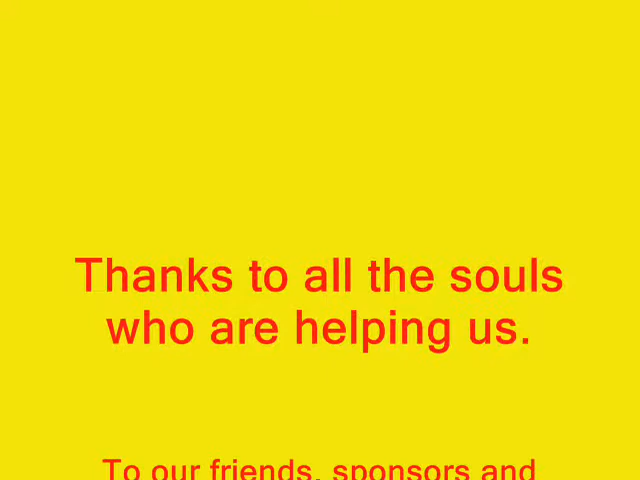 Thanks to all the souls
who are helping us.
To our friends, sponsors and